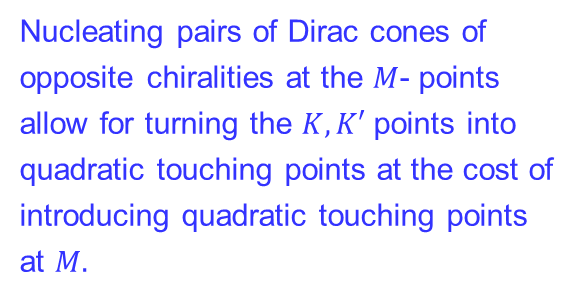 Nucleating pairs of Dirac cones of
opposite chiralities at the M- points
allow for turning the K, K′ points into
quadratic touching points at the cost of
introducing quadratic touching points
at M.